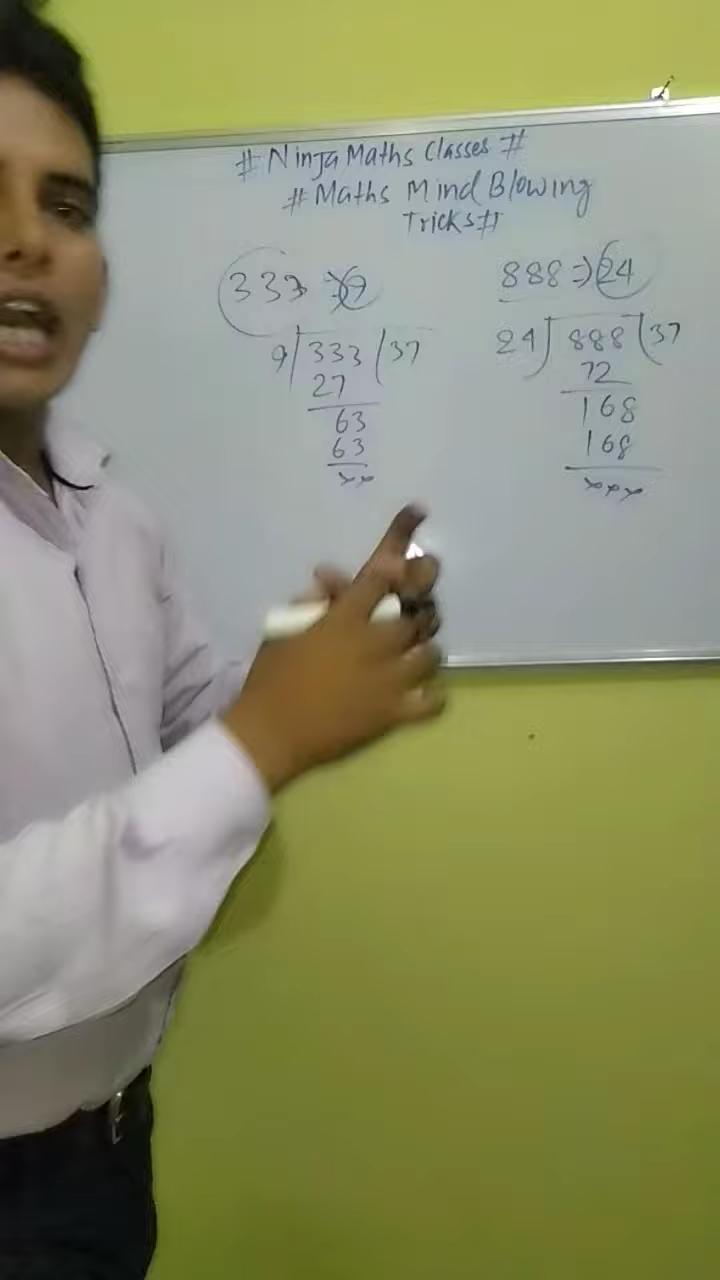 # Ninja Maths Classes #
# Maths Mind Blowing
Tricks #
333 ⇒ 9
9) 333 (37
27
63
63
××
888 ⇒ 24
24) 888 (37
72
168
168
×××